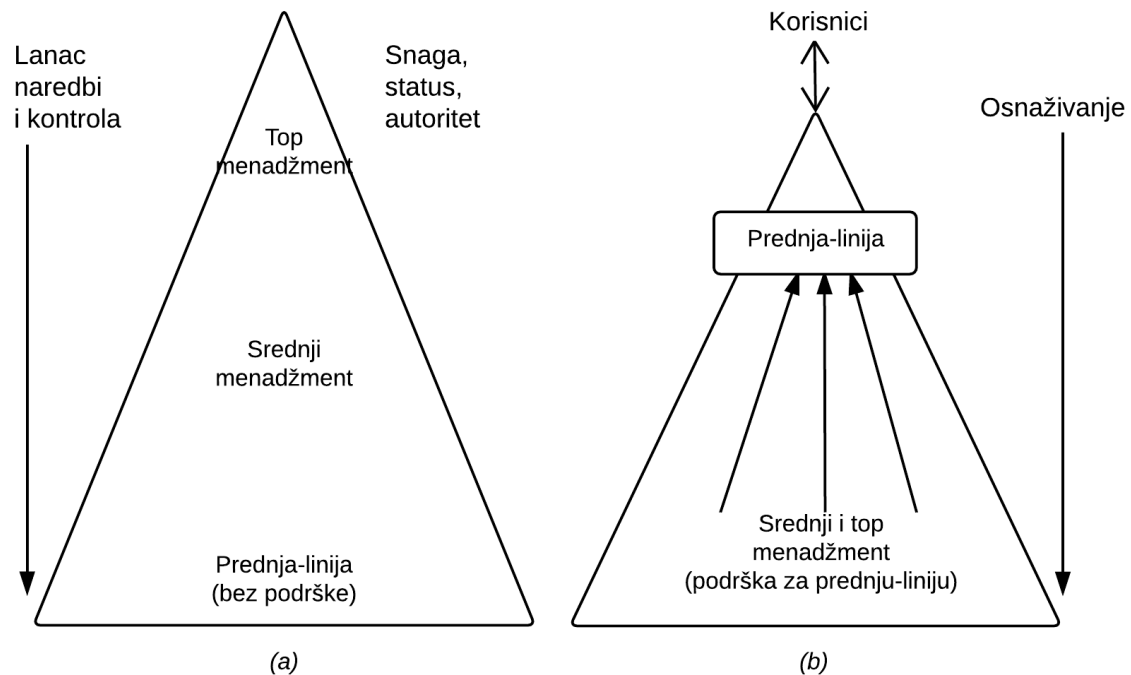 Lanac
naredbi
i kontrola
Snaga,
status,
autoritet
Top
menadžment
Srednji
menadžment
Prednja-linija
(bez podrške)
(a)
Korisnici
Osnaživanje
Prednja-linija
Srednji i top
menadžment
(podrška za prednju-liniju)
(b)